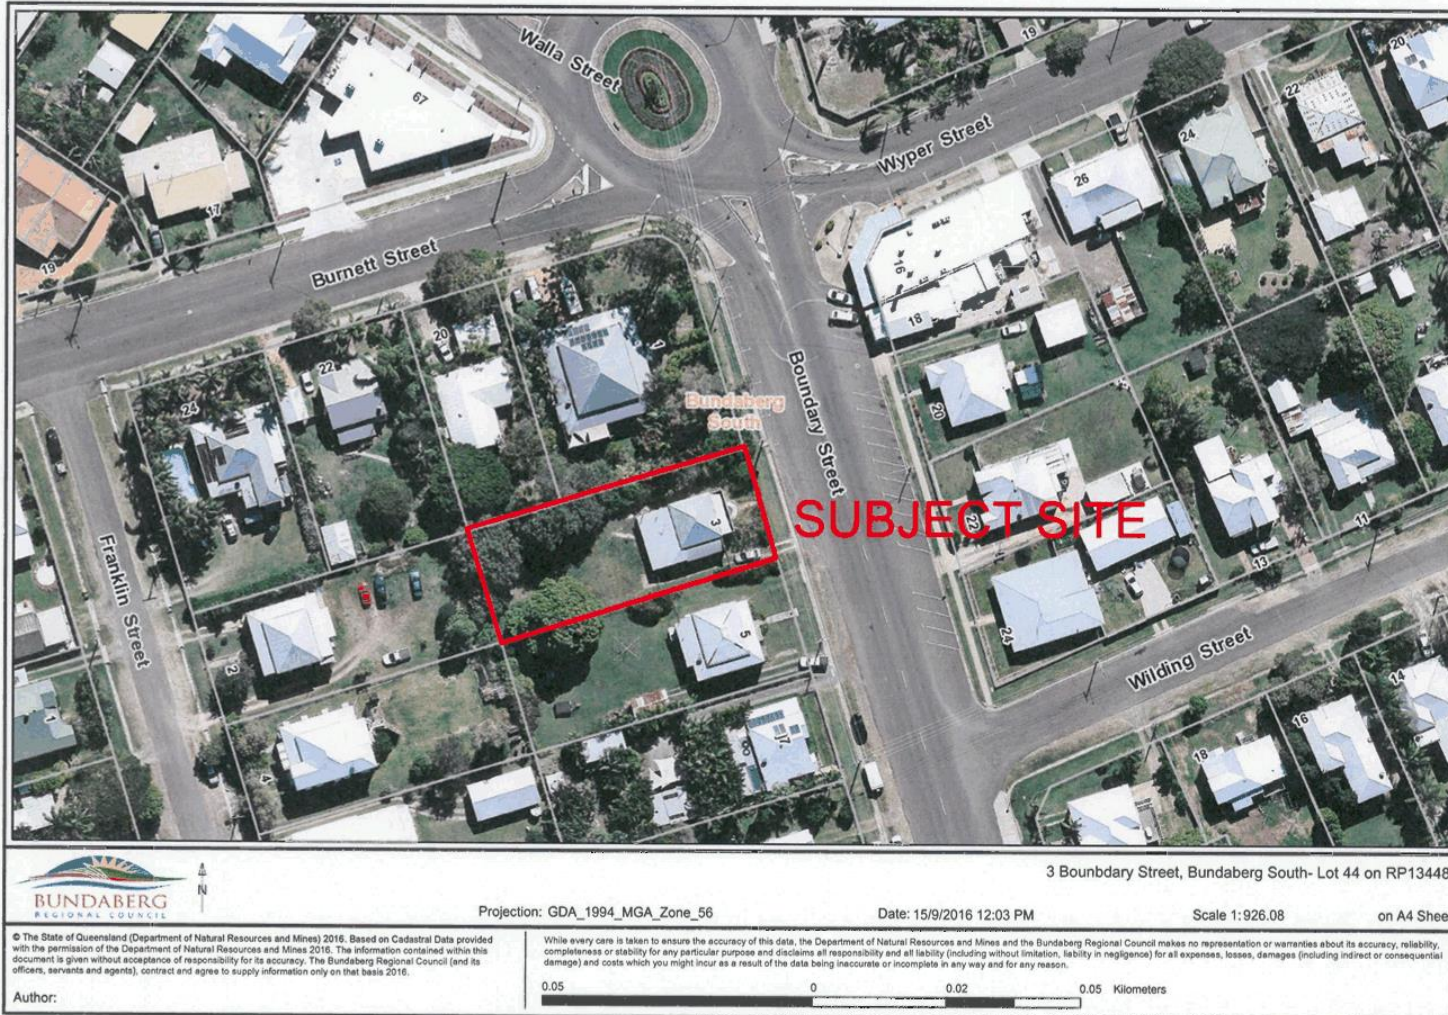 Walla Street
67
19
20
22
24
Wyper Street
26
17
19
Burnett Street
16
18
20
22
24
1
Bundaberg
South
Boundary Street
20
3
SUBJECT SITE
22
11
13
Franklin Street
2
5
24
Wilding Street
1
4
7
14
16
18
BUNDABERG
REGIONAL COUNCIL
N
3 Bounbdary Street, Bundaberg South- Lot 44 on RP13448
Projection: GDA_1994_MGA_Zone_56
Date: 15/9/2016 12:03 PM
Scale 1:926.08
on A4 Shee
© The State of Queensland (Department of Natural Resources and Mines) 2016. Based on Cadastral Data provided
with the permission of the Department of Natural Resources and Mines 2016. The information contained within this
document is given without acceptance of responsibility for its accuracy. The Bundaberg Regional Council (and its
officers, servants and agents), contract and agree to supply information only on that basis 2016.
Author:
While every care is taken to ensure the accuracy of this data, the Department of Natural Resources and Mines and the Bundaberg Regional Council makes no representation or warranties about its accuracy, reliability,
completeness or stability for any particular purpose and disclaims all responsibility and all liability (including without limitation, liability in negligence) for all expenses, losses, damages (including indirect or consequential
damage) and costs which you might incur as a result of the data being inaccurate or incomplete in any way and for any reason.
0.05
0
0.02
0.05 Kilometers